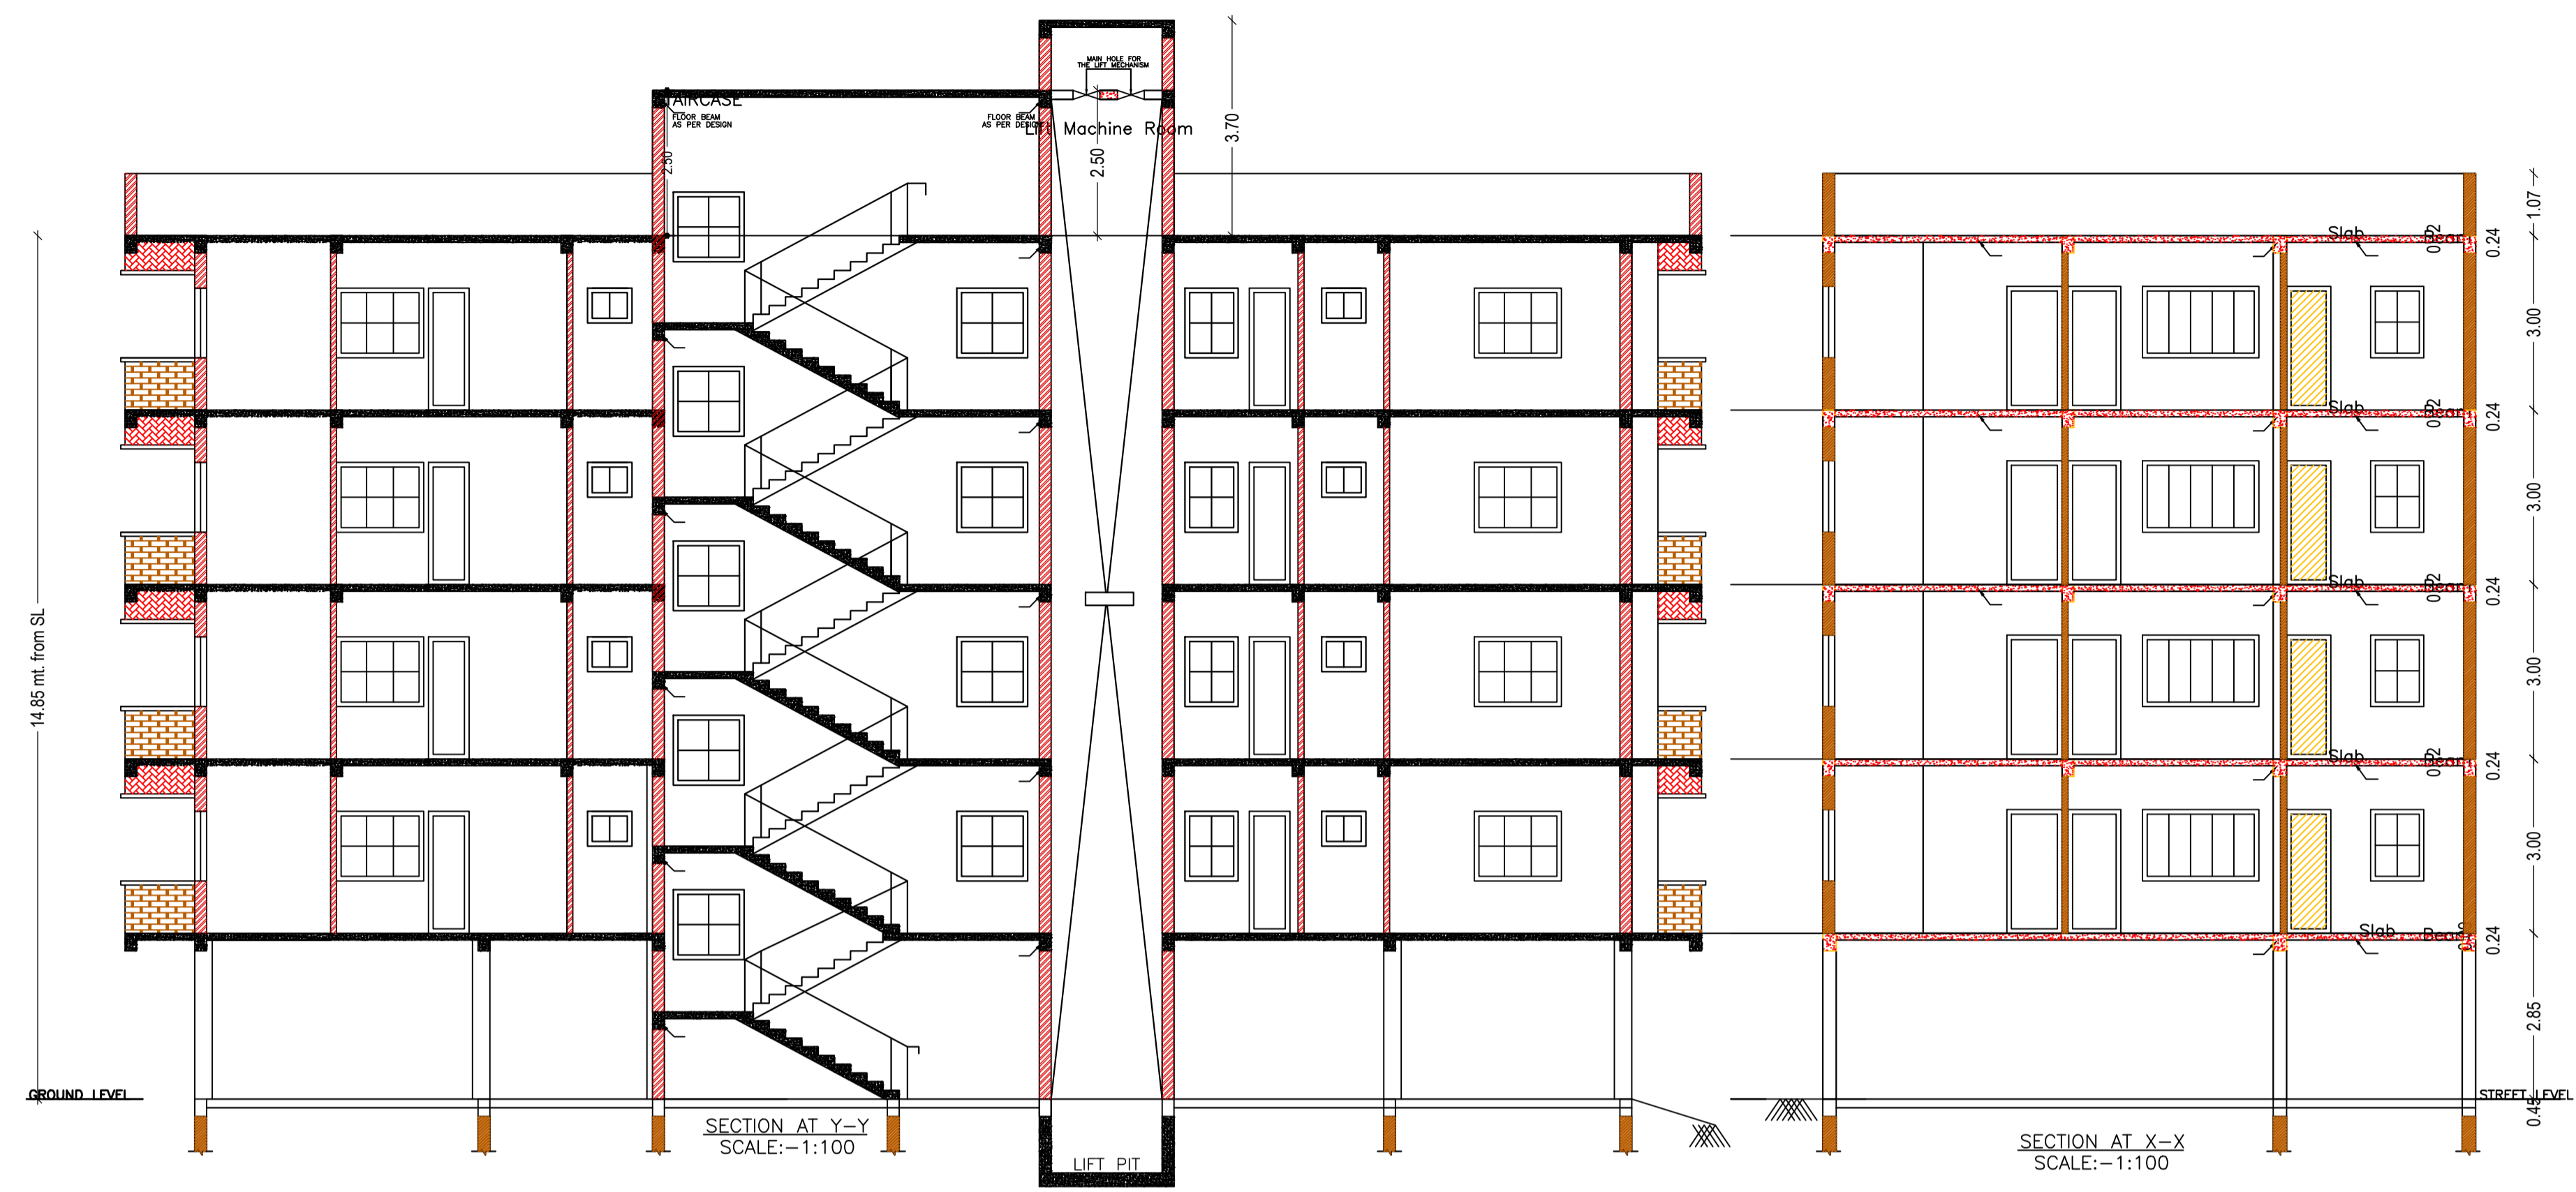 MAIN HOLE FOR
THE LIFT MECHANISM
AIRCASE
FLOOR BEAM
AS PER DESIGN
FLOOR BEAM
AS PER DESIGN
Lift Machine Room
2.50
2.50
3.70
14.85 mt. from SL
GROUND LEVEL
SECTION AT Y-Y
SCALE:-1:100
LIFT PIT
Slab
0.24
1.07
3.00
Slab
0.24
3.00
Slab
0.24
3.00
Slab
0.24
3.00
Slab
Beam
0.24
2.85
STREET LEVEL
0.45
SECTION AT X-X
SCALE:-1:100